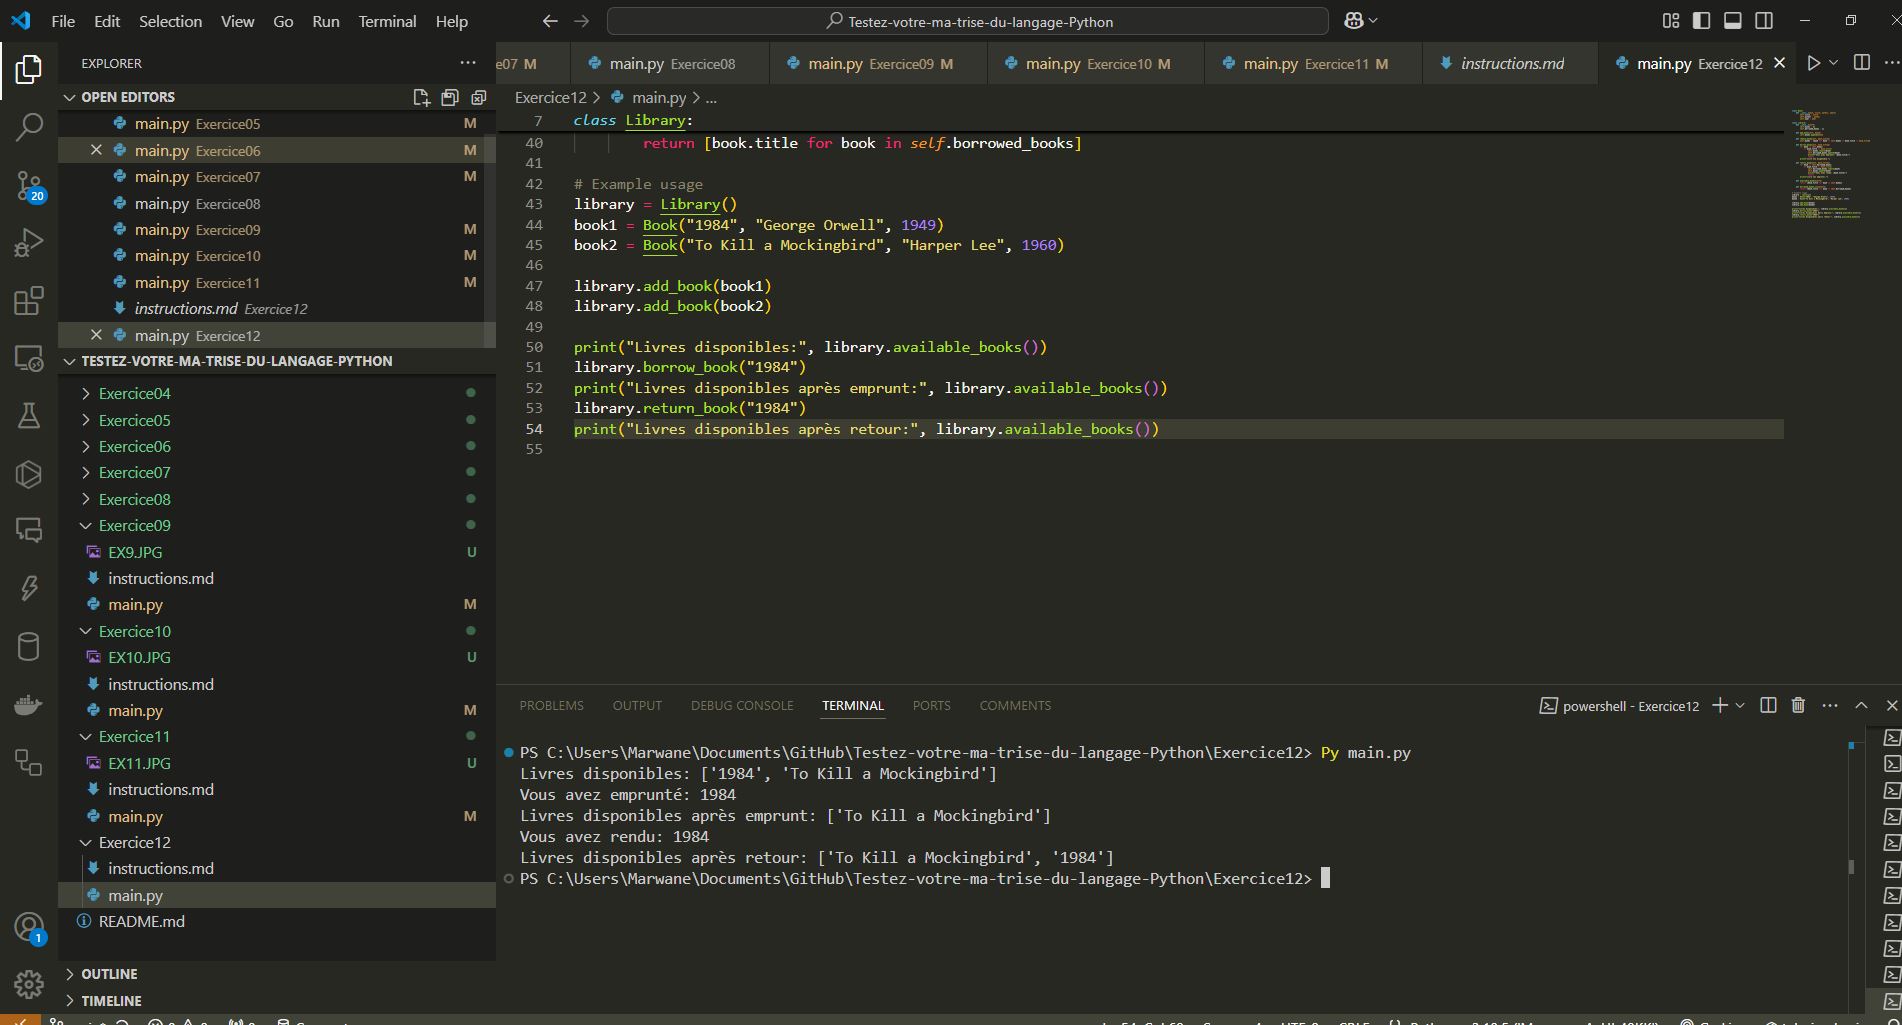 File Edit Selection View Go Run Terminal Help
Testez-votre-ma-trise-du-langage-Python
EXPLORER
e07 M
main.py Exercice08
main.py Exercice09 M
main.py Exercice10 M
main.py Exercice11 M
instructions.md
main.py Exercice12
OPEN EDITORS
main.py Exercice05 M
main.py Exercice06 M
main.py Exercice07 M
main.py Exercice08
main.py Exercice09 M
main.py Exercice10 M
main.py Exercice11 M
instructions.md Exercice12
main.py Exercice12
TESTEZ-VOTRE-MA-TRISE-DU-LANGAGE-PYTHON
Exercice04
Exercice05
Exercice06
Exercice07
Exercice08
Exercice09
EX9.JPG U
instructions.md
main.py M
Exercice10
EX10.JPG U
instructions.md
main.py M
Exercice11
EX11.JPG U
instructions.md
main.py M
Exercice12
instructions.md
main.py
README.md
OUTLINE
TIMELINE
20
1
Exercice12 > main.py > ...
7 class Library:
40 return [book.title for book in self.borrowed_books]
41
42 # Example usage
43 library = Library()
44 book1 = Book("1984", "George Orwell", 1949)
45 book2 = Book("To Kill a Mockingbird", "Harper Lee", 1960)
46
47 library.add_book(book1)
48 library.add_book(book2)
49
50 print("Livres disponibles:", library.available_books())
51 library.borrow_book("1984")
52 print("Livres disponibles après emprunt:", library.available_books())
53 library.return_book("1984")
54 print("Livres disponibles après retour:", library.available_books())
55
PROBLEMS OUTPUT DEBUG CONSOLE TERMINAL PORTS COMMENTS
powershell - Exercice12
PS C:\Users\Marwane\Documents\GitHub\Testez-votre-ma-trise-du-langage-Python\Exercice12> Py main.py
Livres disponibles: ['1984', 'To Kill a Mockingbird']
Vous avez emprunté: 1984
Livres disponibles après emprunt: ['To Kill a Mockingbird']
Vous avez rendu: 1984
Livres disponibles après retour: ['To Kill a Mockingbird', '1984']
PS C:\Users\Marwane\Documents\GitHub\Testez-votre-ma-trise-du-langage-Python\Exercice12>